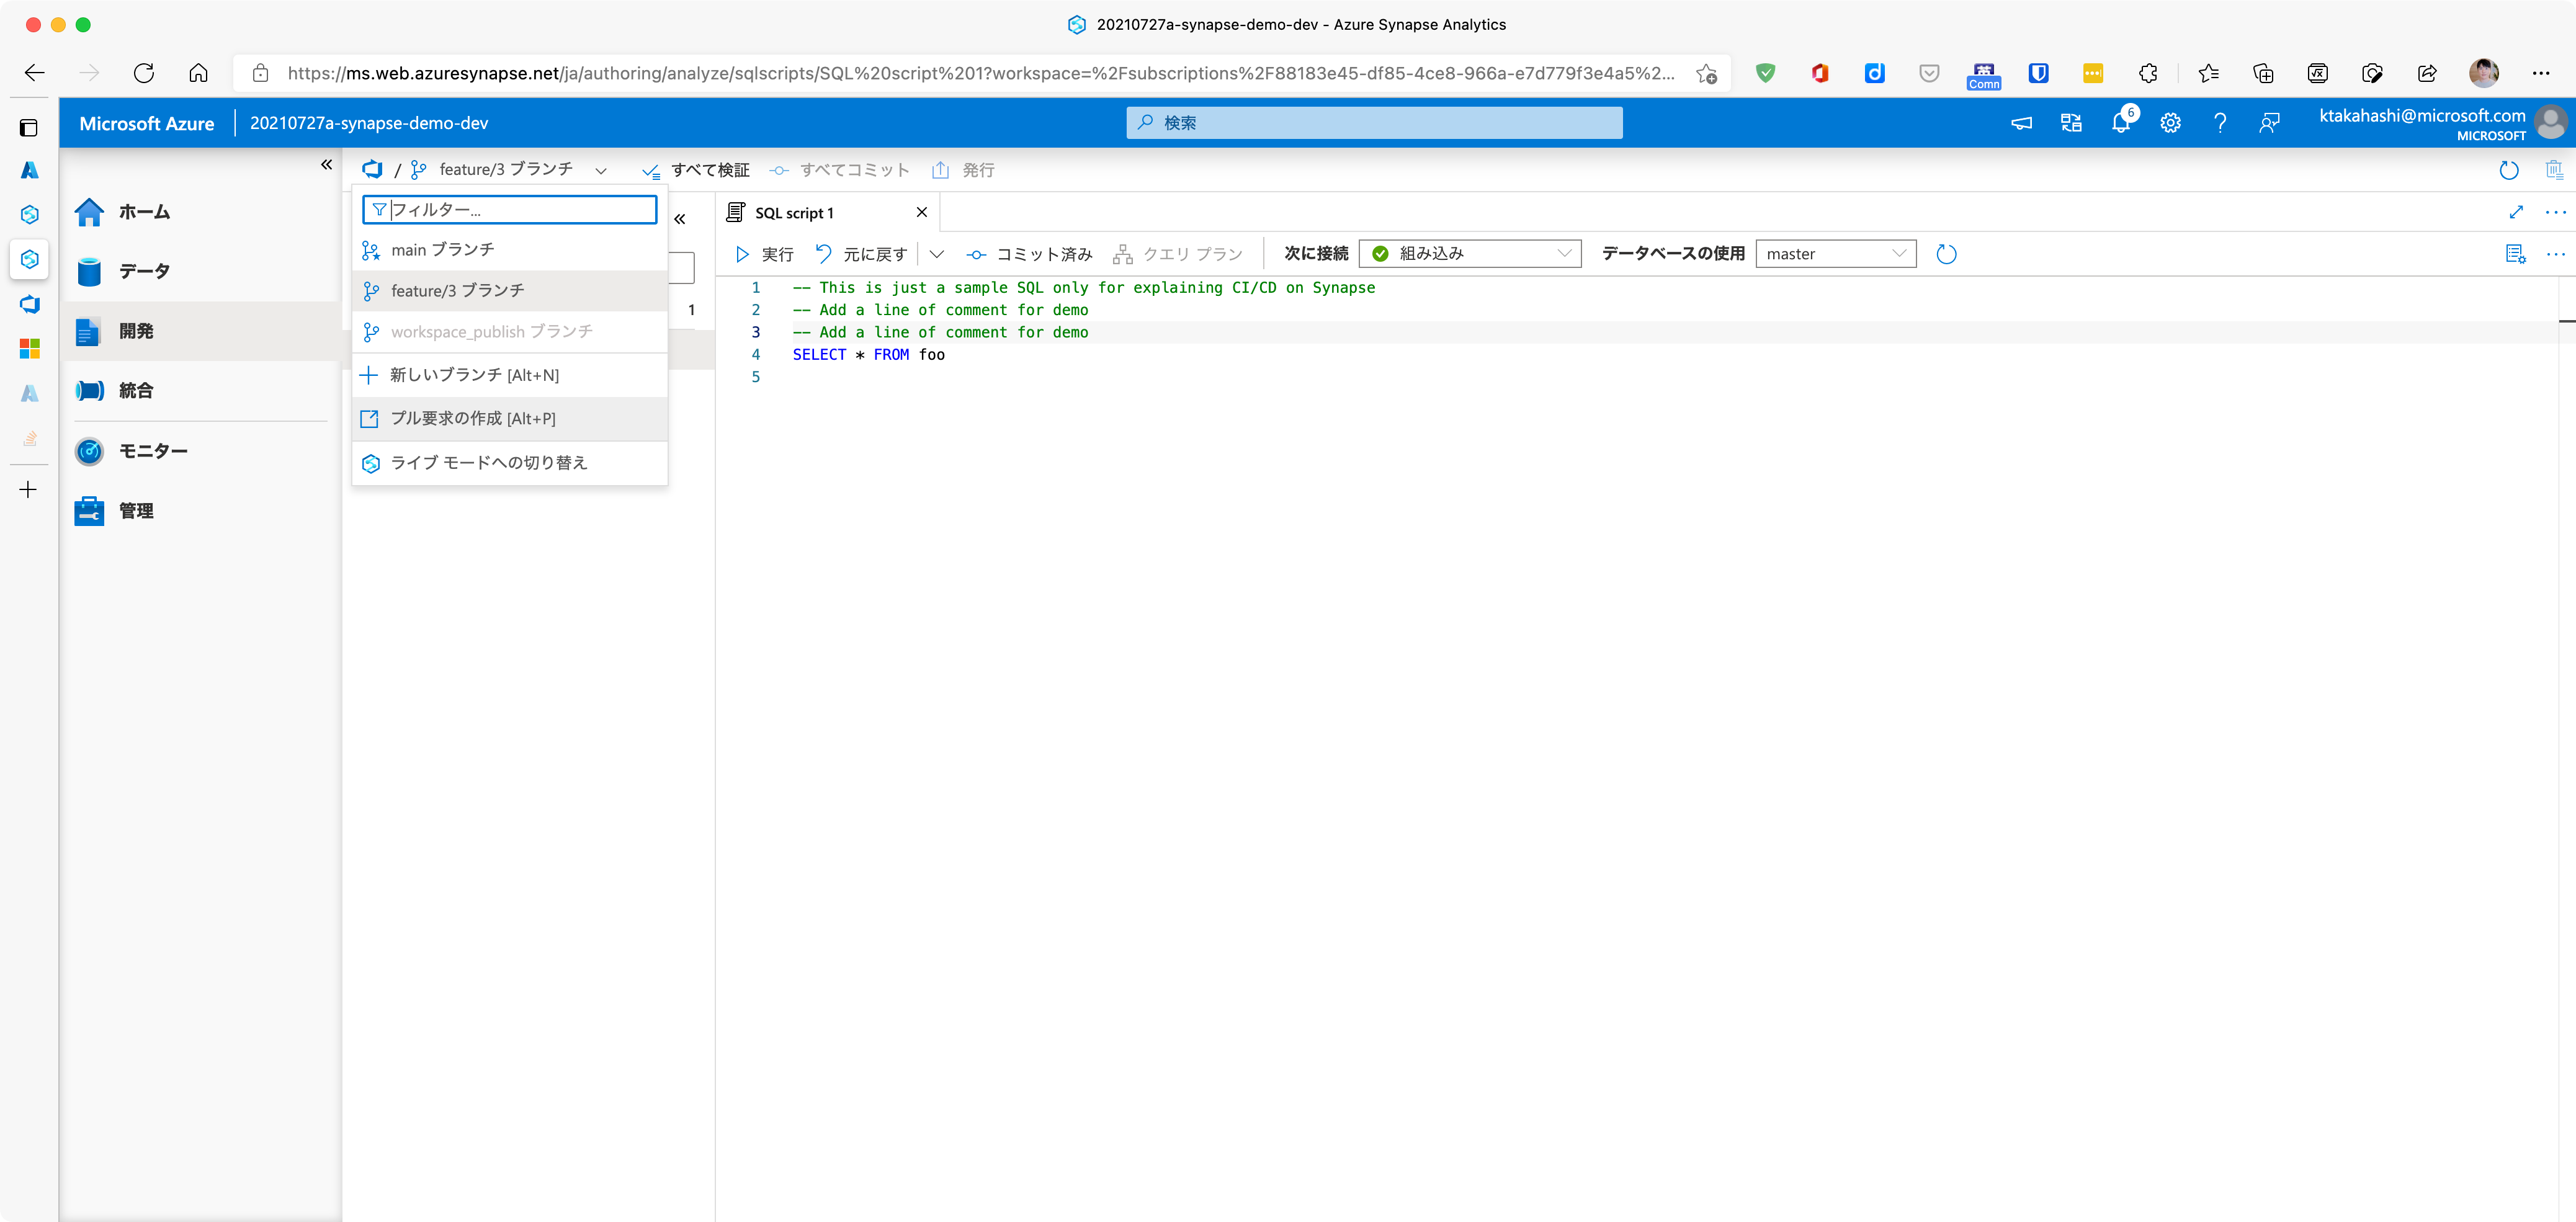 20210727a-synapse-demo-dev - Azure Synapse Analytics
https://ms.web.azuresynapse.net/ja/authoring/analyze/sqlscripts/SQL%20script%201?workspace=%2Fsubscriptions%2F88183e45-df85-4ce8-966a-e7d779f3e4a5%2...
Comn
Microsoft Azure
20210727a-synapse-demo-dev
検索
6
ktakahashi@microsoft.com
MICROSOFT
/ feature/3 ブランチ
すべて検証
すべてコミット
発行
ホーム
データ
開発
統合
モニター
管理
フィルター...
main ブランチ
feature/3 ブランチ
workspace_publish ブランチ
新しいブランチ [Alt+N]
プル要求の作成 [Alt+P]
ライブ モードへの切り替え
1
SQL script 1
実行
元に戻す
コミット済み
クエリ プラン
次に接続
組み込み
データベースの使用
master
1 -- This is just a sample SQL only for explaining CI/CD on Synapse
2 -- Add a line of comment for demo
3 -- Add a line of comment for demo
4 SELECT * FROM foo
5